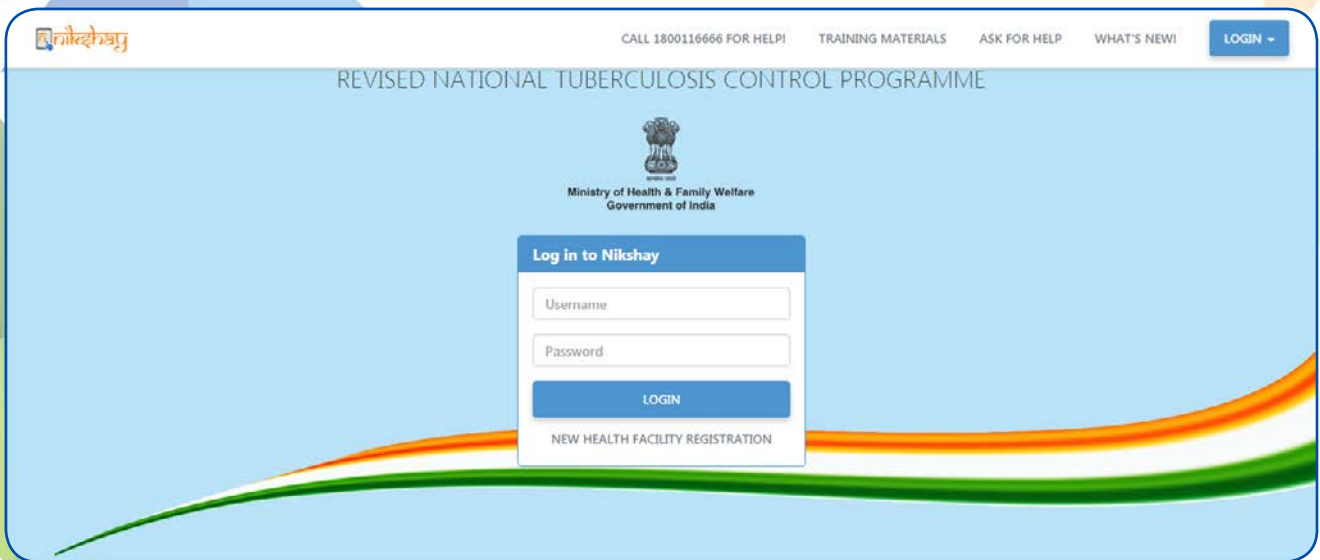 nikshay
CALL 1800116666 FOR HELP! TRAINING MATERIALS ASK FOR HELP WHAT'S NEW! LOGIN
REVISED NATIONAL TUBERCULOSIS CONTROL PROGRAMME
Ministry of Health & Family Welfare
Government of India
Log in to Nikshay
Username
Password
LOGIN
NEW HEALTH FACILITY REGISTRATION